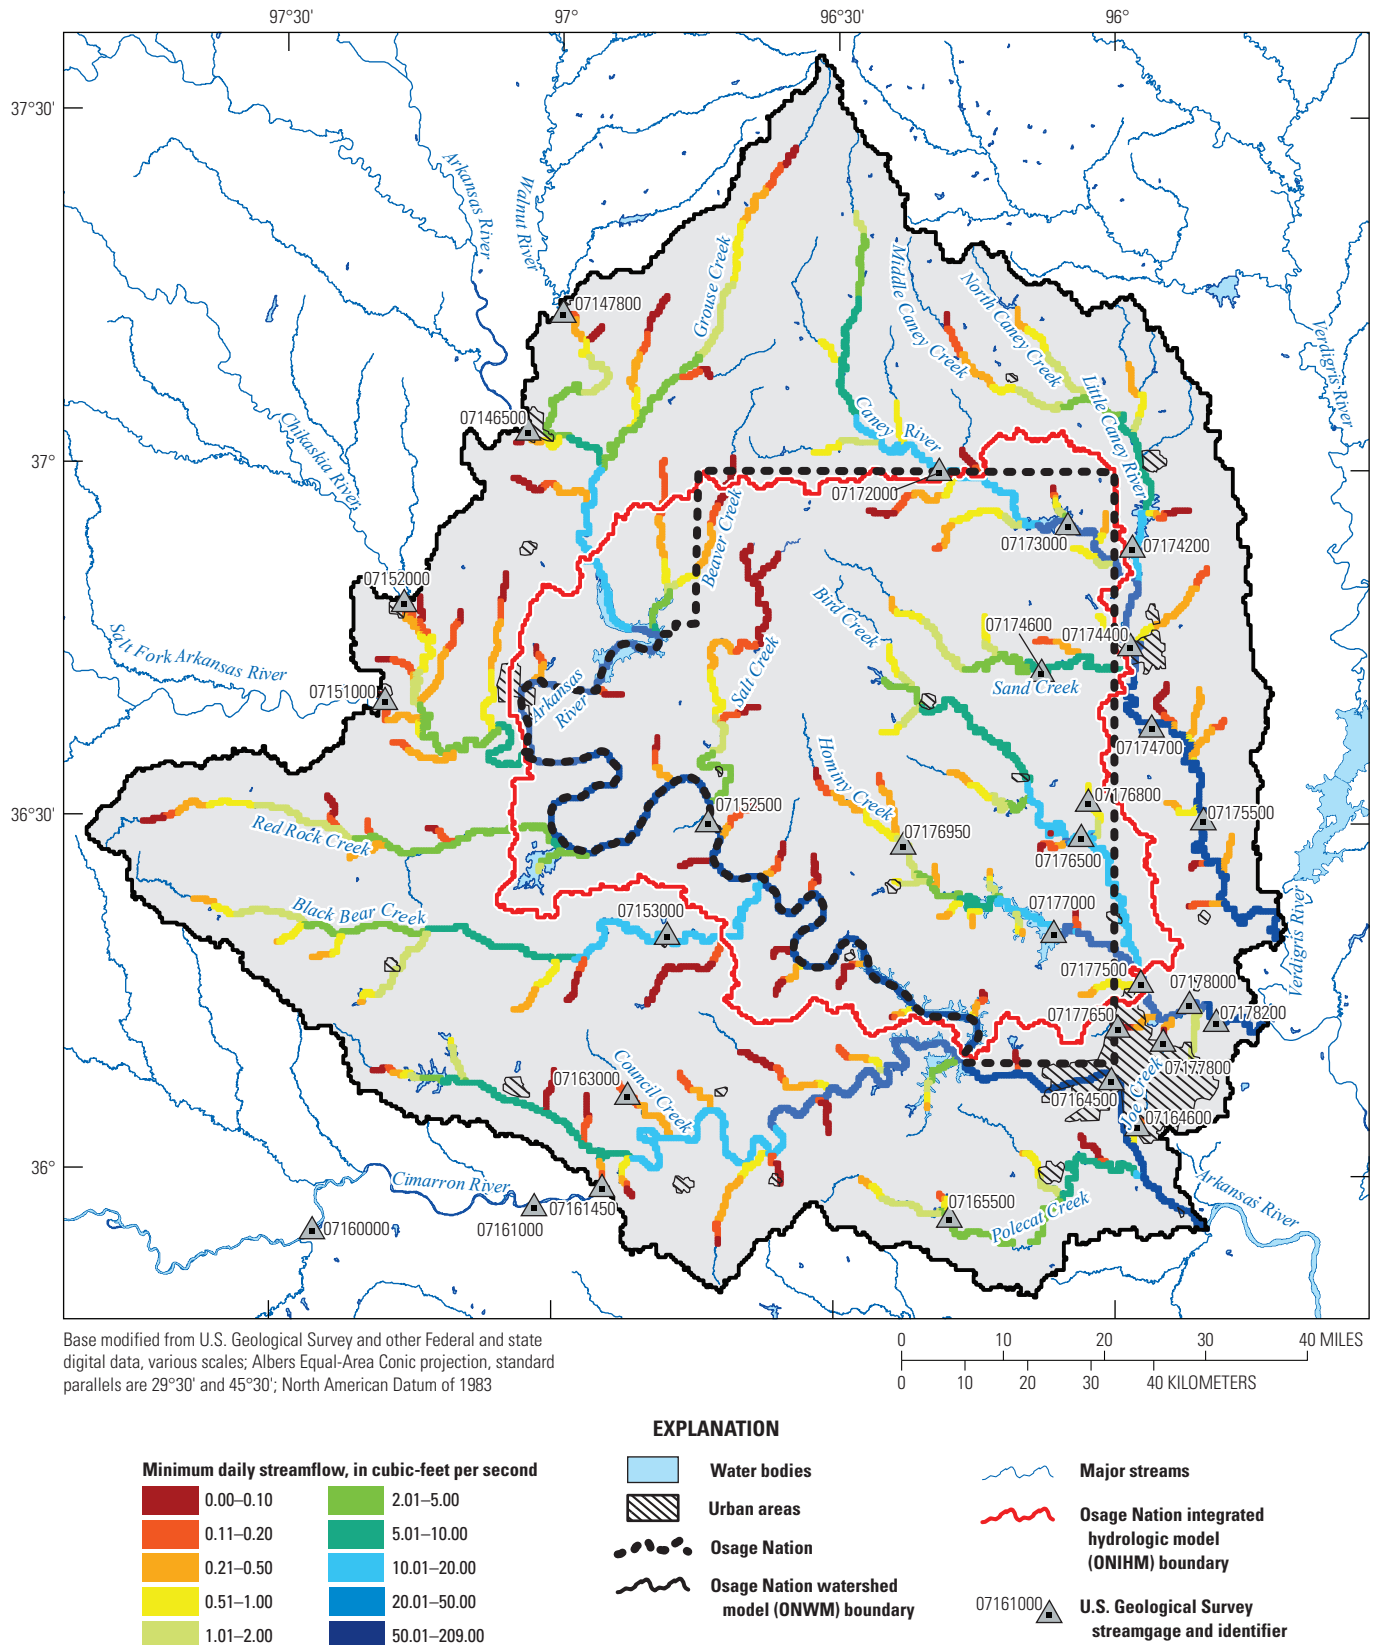 97°30'
97°
96°30'
96°
37°30'
37°
36°30'
36°
Arkansas River
Walnut River
Grouse Creek
Middle Caney Creek
North Caney Creek
Verdigris River
07147800
07146500
Little Caney River
Chikaskia River
Caney River
07172000
Beaver Creek
07173000
07174200
07152000
Bird Creek
07174600
07174400
Salt Fork Arkansas River
07151000
Arkansas River
Salt Creek
Sand Creek
07174700
Hominy Creek
07152500
07176800
07175500
Red Rock Creek
07176950
07176500
Black Bear Creek
07153000
07177000
Verdigris River
07177500
07178000
07177650
07178200
Council Creek
07163000
07177800
07164500
Joe Creek
07164600
Cimarron River
07161450
07161000
07160000
07165500
Polecat Creek
Arkansas River
Base modified from U.S. Geological Survey and other Federal and state
digital data, various scales; Albers Equal-Area Conic projection, standard
parallels are 29°30' and 45°30'; North American Datum of 1983
0 10 20 30 40 MILES
0 10 20 30 40 KILOMETERS
EXPLANATION
Minimum daily streamflow, in cubic-feet per second
0.00–0.10
0.11–0.20
0.21–0.50
0.51–1.00
1.01–2.00
2.01–5.00
5.01–10.00
10.01–20.00
20.01–50.00
50.01–209.00
Water bodies
Urban areas
Osage Nation
Osage Nation watershed
model (ONWM) boundary
Major streams
Osage Nation integrated
hydrologic model
(ONIHM) boundary
07161000
U.S. Geological Survey
streamgage and identifier